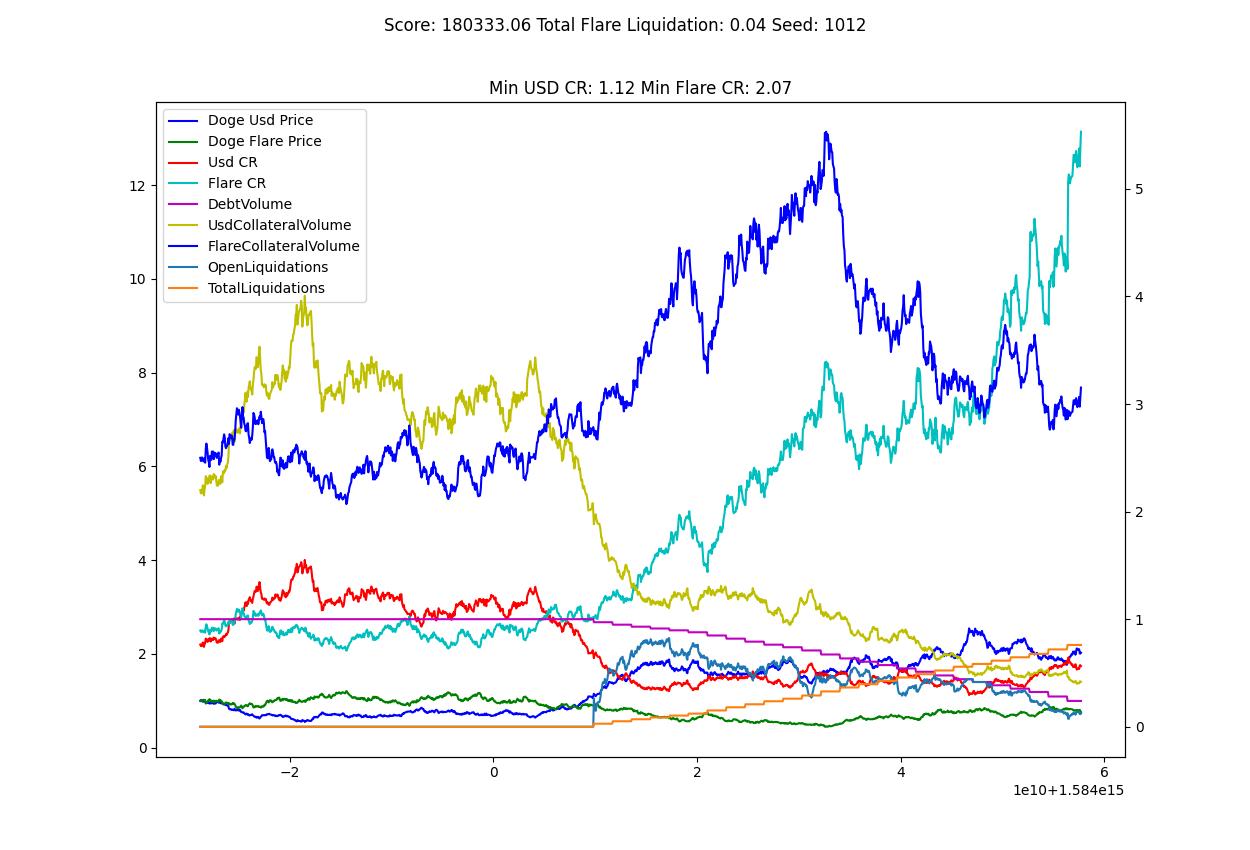 Score: 180333.06 Total Flare Liquidation: 0.04 Seed: 1012
Min USD CR: 1.12 Min Flare CR: 2.07
Doge Usd Price
Doge Flare Price
Usd CR
Flare CR
DebtVolume
UsdCollateralVolume
FlareCollateralVolume
OpenLiquidations
TotalLiquidations
12
10
8
6
4
2
0
5
4
3
2
1
0
−2
0
2
4
6
1e10+1.584e15